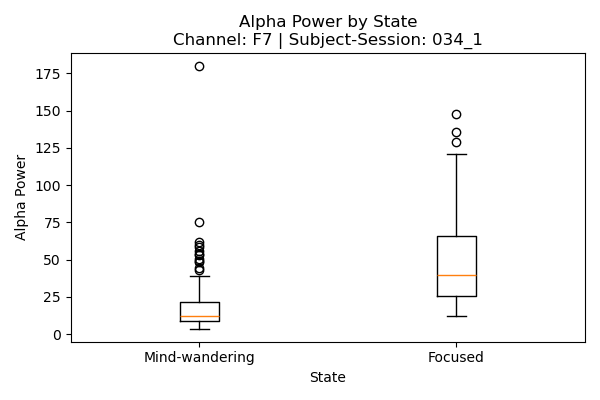 Alpha Power by State
Channel: F7 | Subject-Session: 034_1
175
150
125
100
75
50
25
0
Alpha Power
Mind-wandering
Focused
State